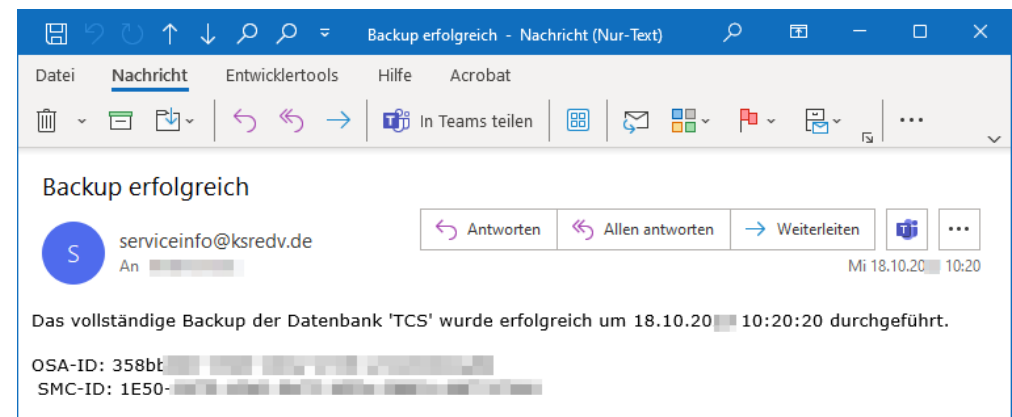 Backup erfolgreich - Nachricht (Nur-Text)
Datei Nachricht Entwicklertools Hilfe Acrobat
In Teams teilen
Backup erfolgreich
Antworten Allen antworten Weiterleiten
S
serviceinfo@ksredv.de
An
Mi 18.10.20 10:20
Das vollständige Backup der Datenbank 'TCS' wurde erfolgreich um 18.10.20 10:20:20 durchgeführt.
OSA-ID: 358bb
SMC-ID: 1E50-